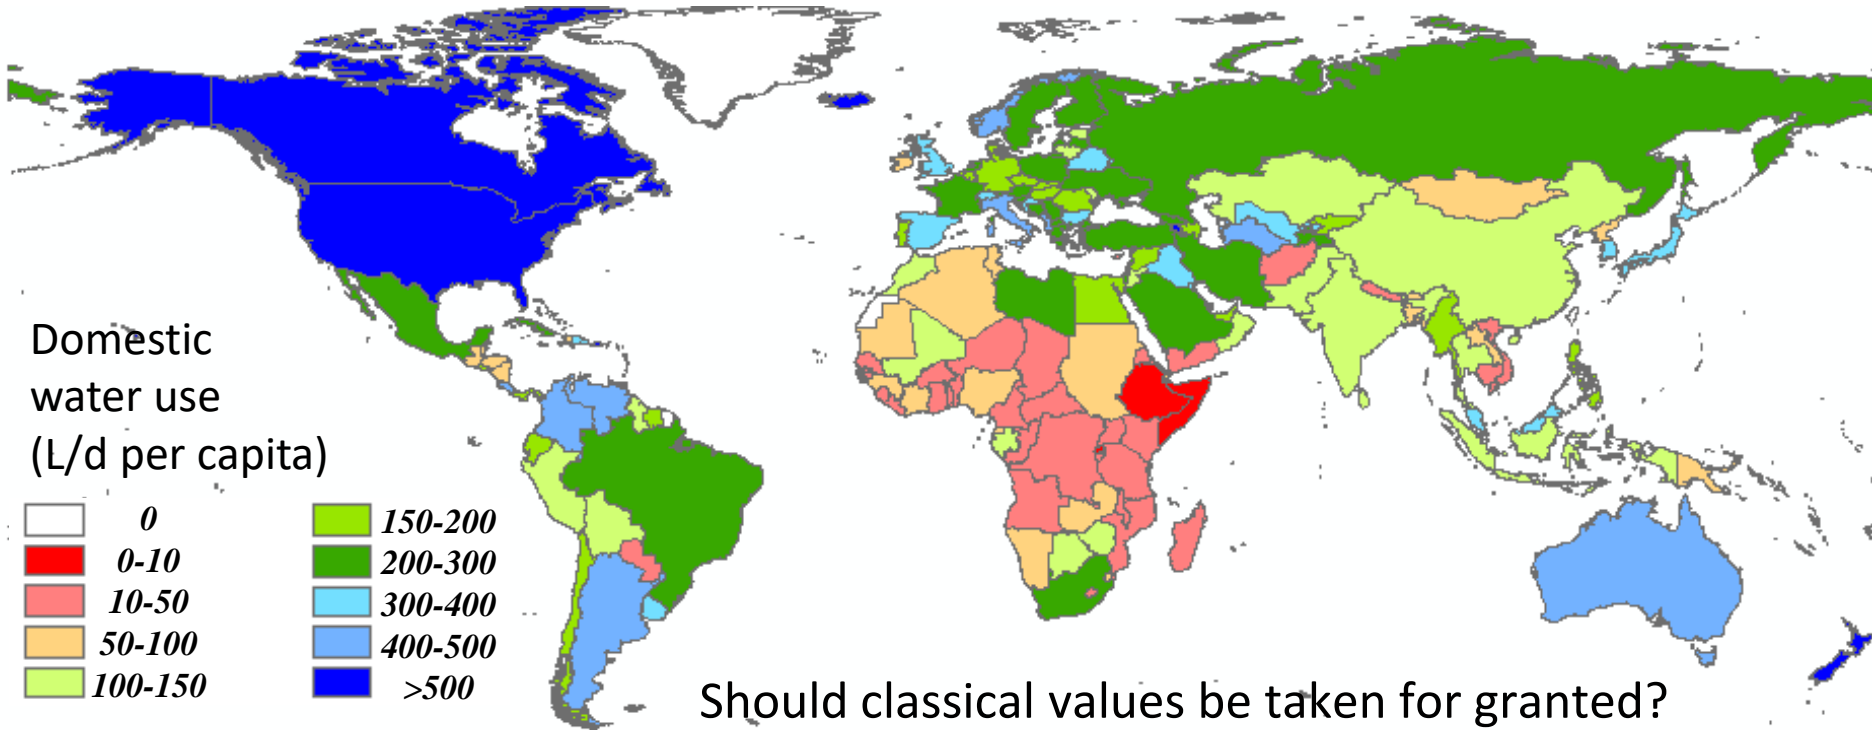 Domestic
water use
(L/d per capita)
0
0-10
10-50
50-100
100-150
150-200
200-300
300-400
400-500
>500
Should classical values be taken for granted?